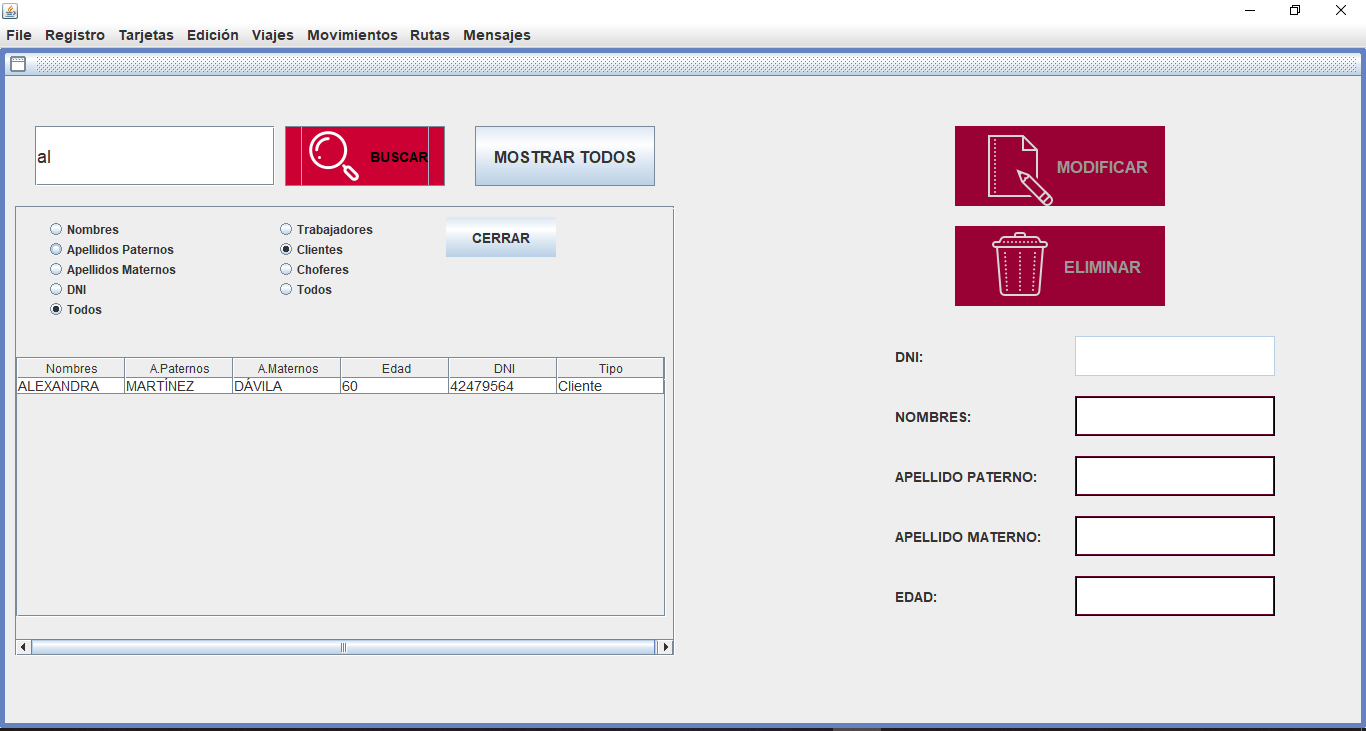 File Registro Tarjetas Edición Viajes Movimientos Rutas Mensajes
al
BUSCAR
MOSTRAR TODOS
MODIFICAR
Nombres
Apellidos Paternos
Apellidos Maternos
DNI
Todos
Trabajadores
Clientes
Choferes
Todos
CERRAR
ELIMINAR
Nombres A.Paternos A.Maternos Edad DNI Tipo
ALEXANDRA MARTÍNEZ DÁVILA 60 42479564 Cliente
DNI:
NOMBRES:
APELLIDO PATERNO:
APELLIDO MATERNO:
EDAD: